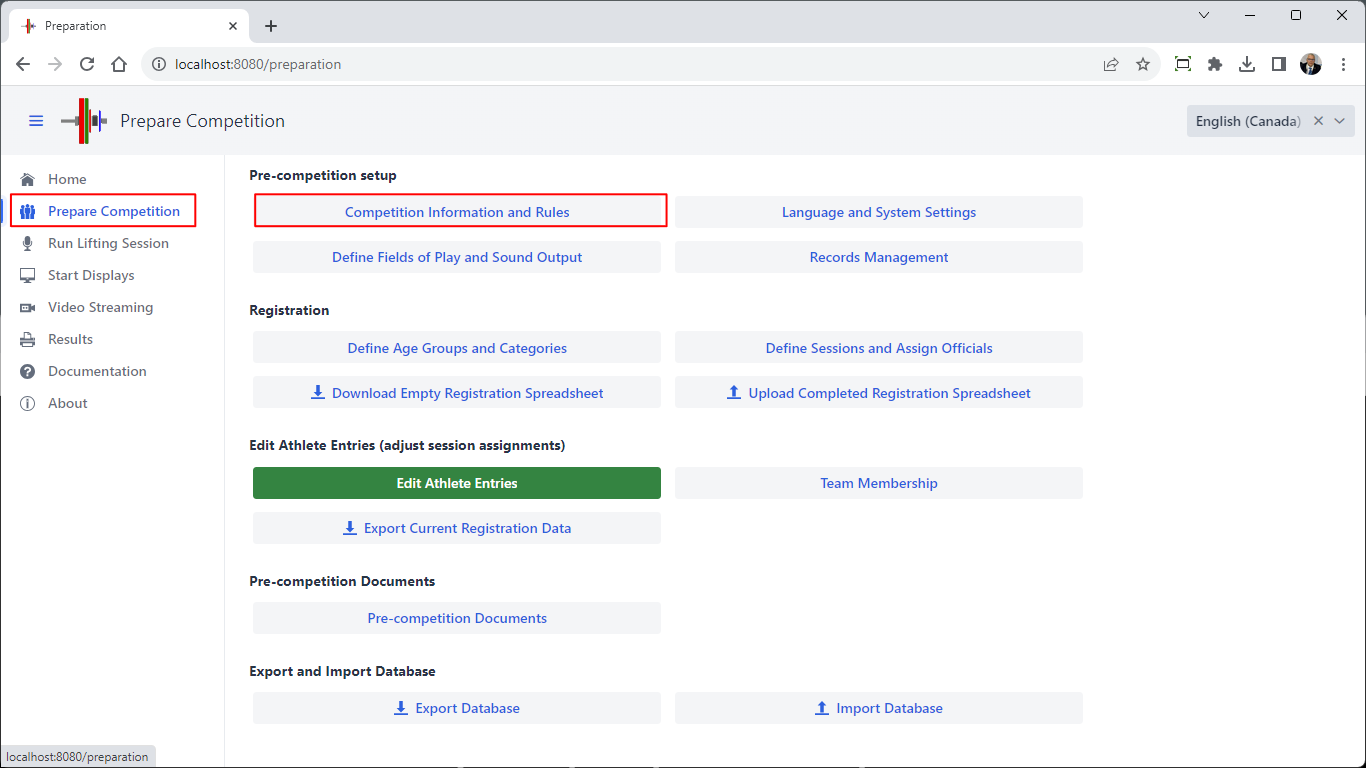 Preparation
localhost:8080/preparation
Prepare Competition
English (Canada)
Home
Prepare Competition
Run Lifting Session
Start Displays
Video Streaming
Results
Documentation
About
Pre-competition setup
Competition Information and Rules
Language and System Settings
Define Fields of Play and Sound Output
Records Management
Registration
Define Age Groups and Categories
Define Sessions and Assign Officials
Download Empty Registration Spreadsheet
Upload Completed Registration Spreadsheet
Edit Athlete Entries (adjust session assignments)
Edit Athlete Entries
Team Membership
Export Current Registration Data
Pre-competition Documents
Pre-competition Documents
Export and Import Database
Export Database
Import Database
localhost:8080/preparation